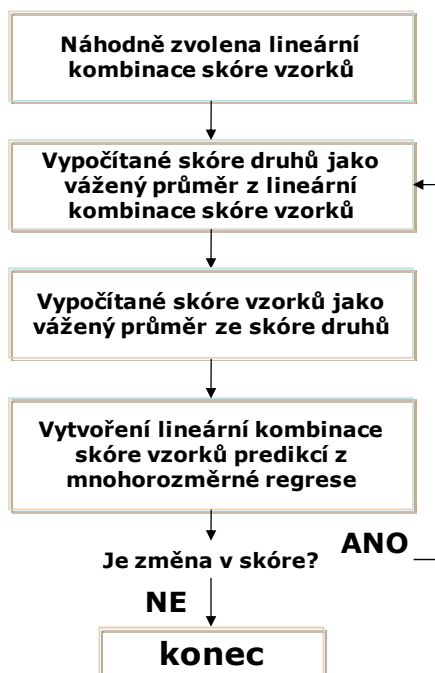 Náhodně zvolena lineární
kombinace skóre vzorků
Vypočítané skóre druhů jako
vážený průměr z lineární
kombinace skóre vzorků
Vypočítané skóre vzorků jako
vážený průměr ze skóre druhů
Vytvoření lineární kombinace
skóre vzorků predikcí z
mnohorozměrné regrese
Je změna v skóre?
ANO
NE
konec